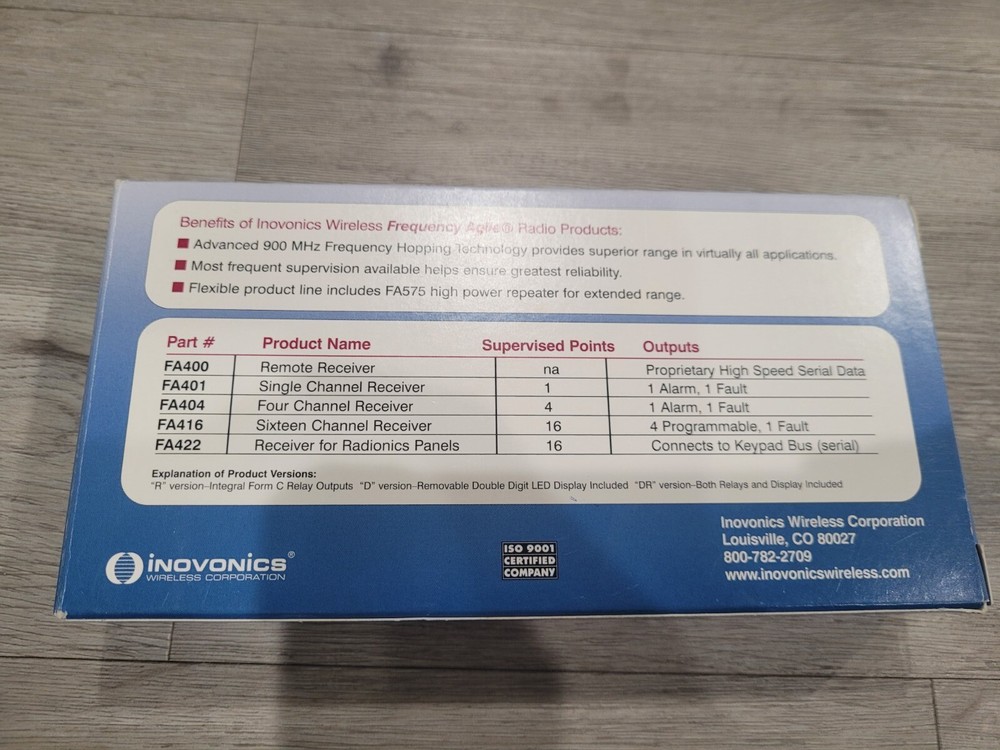 Benefits of Inovonics Wireless Frequency Agile® Radio Products:
Advanced 900 MHz Frequency Hopping Technology provides superior range in virtually all applications.
Most frequent supervision available helps ensure greatest reliability.
Flexible product line includes FA575 high power repeater for extended range.
Part # Product Name Supervised Points Outputs
FA400 Remote Receiver na Proprietary High Speed Serial Data
FA401 Single Channel Receiver 1 1 Alarm, 1 Fault
FA404 Four Channel Receiver 4 1 Alarm, 1 Fault
FA416 Sixteen Channel Receiver 16 4 Programmable, 1 Fault
FA422 Receiver for Radionics Panels 16 Connects to Keypad Bus (serial)
Explanation of Product Versions:
"R" version–Integral Form C Relay Outputs "D" version–Removable Double Digit LED Display Included "DR" version–Both Relays and Display Included
INOVONICS®
WIRELESS CORPORATION
ISO 9001
CERTIFIED
COMPANY
Inovonics Wireless Corporation
Louisville, CO 80027
800-782-2709
www.inovonicswireless.com